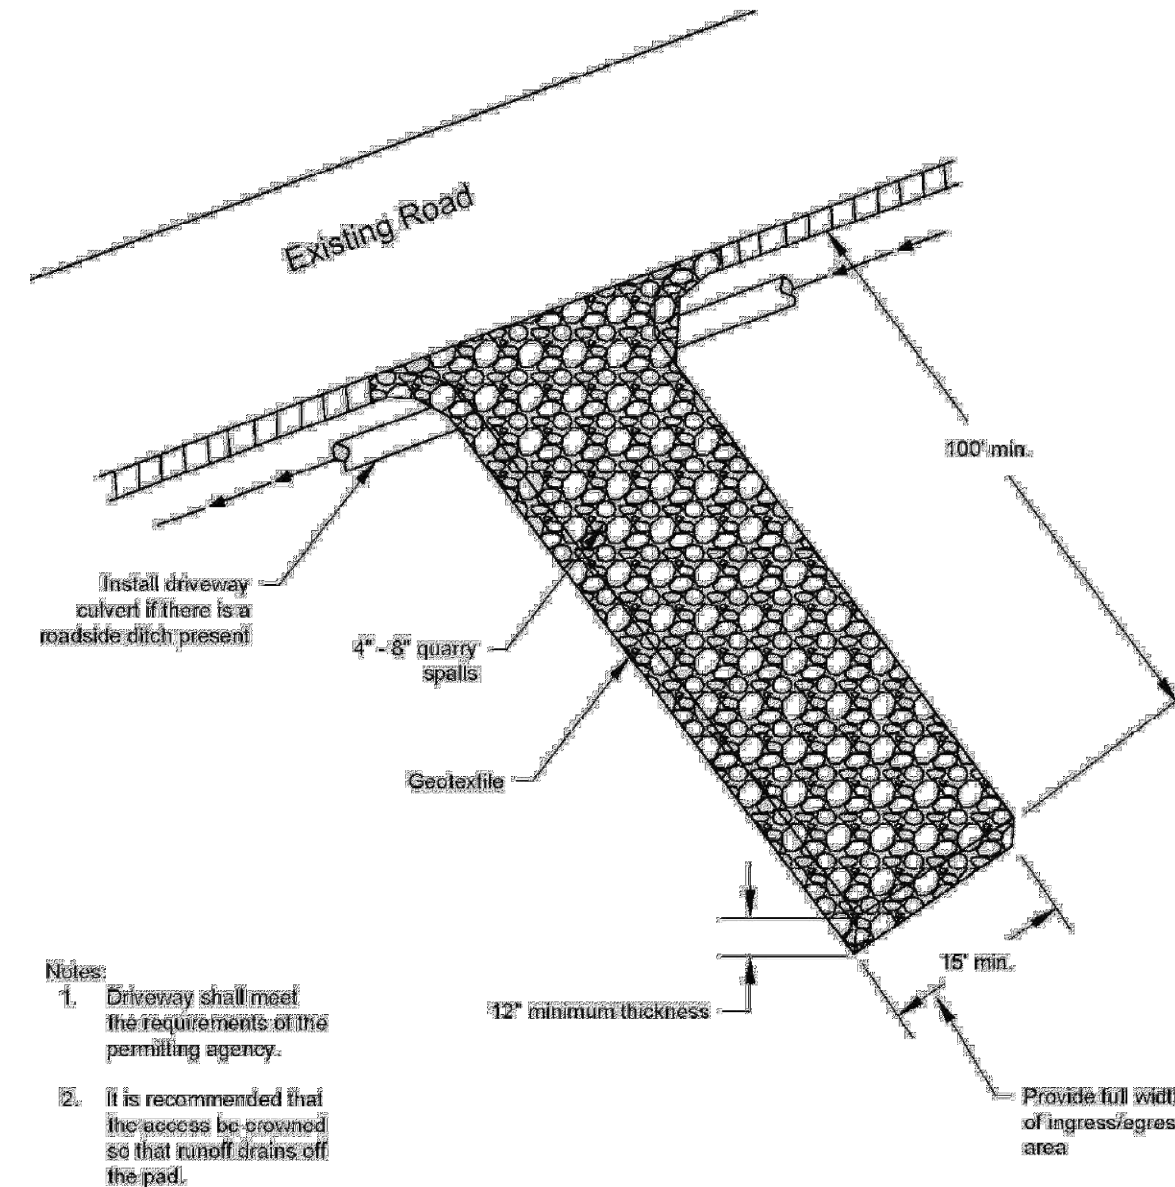 Existing Road
100' min.
Install driveway
culvert if there is a
roadside ditch present
4" - 8" quarry
spalls
Geotextile
15' min.
12" minimum thickness
Provide full widt
of ingress/egres
area
Notes:
1. Driveway shall meet
the requirements of the
permitting agency.
2. It is recommended that
the access be crowned
so that runoff drains off
the pad.